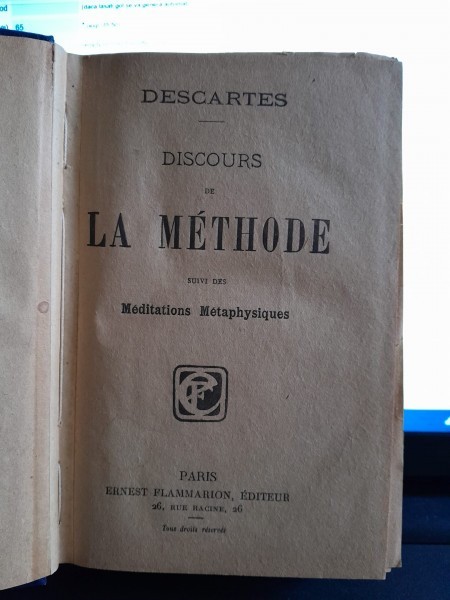 DESCARTES
DISCOURS
DE
LA MÉTHODE
SUIVI DES
Méditations Métaphysiques
PARIS
ERNEST FLAMMARION, ÉDITEUR
26, RUE RACINE, 26
Tous droits réservés
65